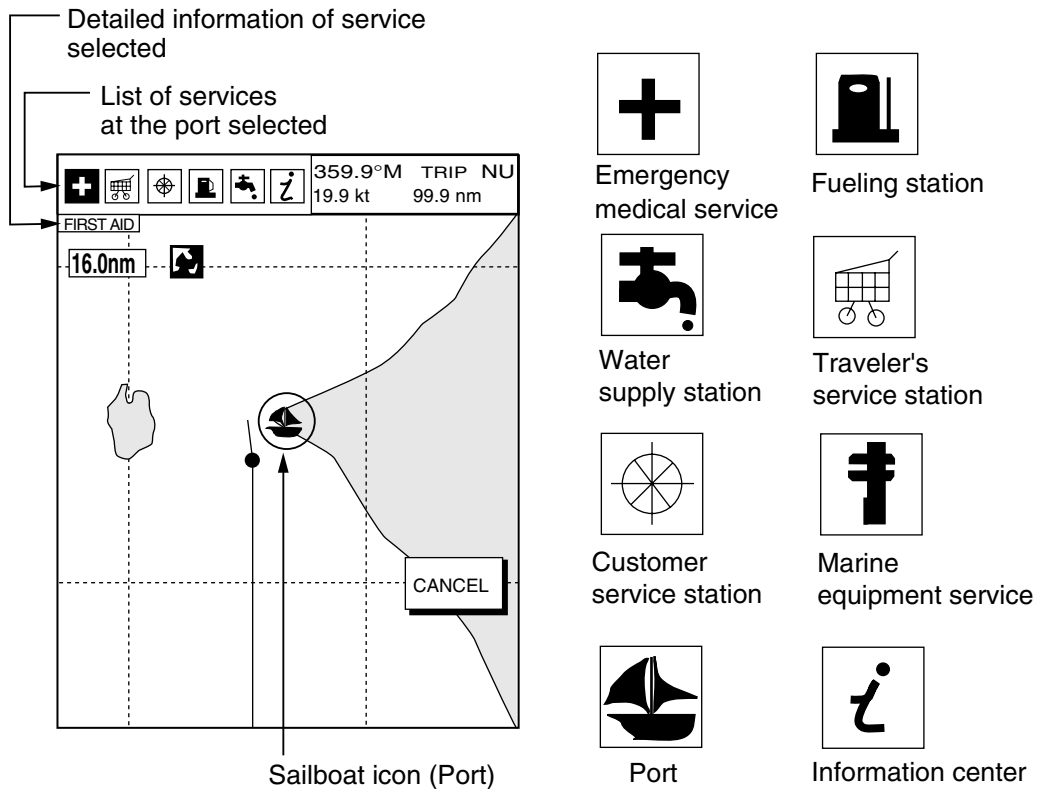 Detailed information of service
selected
List of services
at the port selected
359.9°M TRIP NU
19.9 kt 99.9 nm
FIRST AID
16.0nm
CANCEL
Sailboat icon (Port)
Emergency
medical service
Fueling station
Water
supply station
Traveler's
service station
Customer
service station
Marine
equipment service
Port
Information center